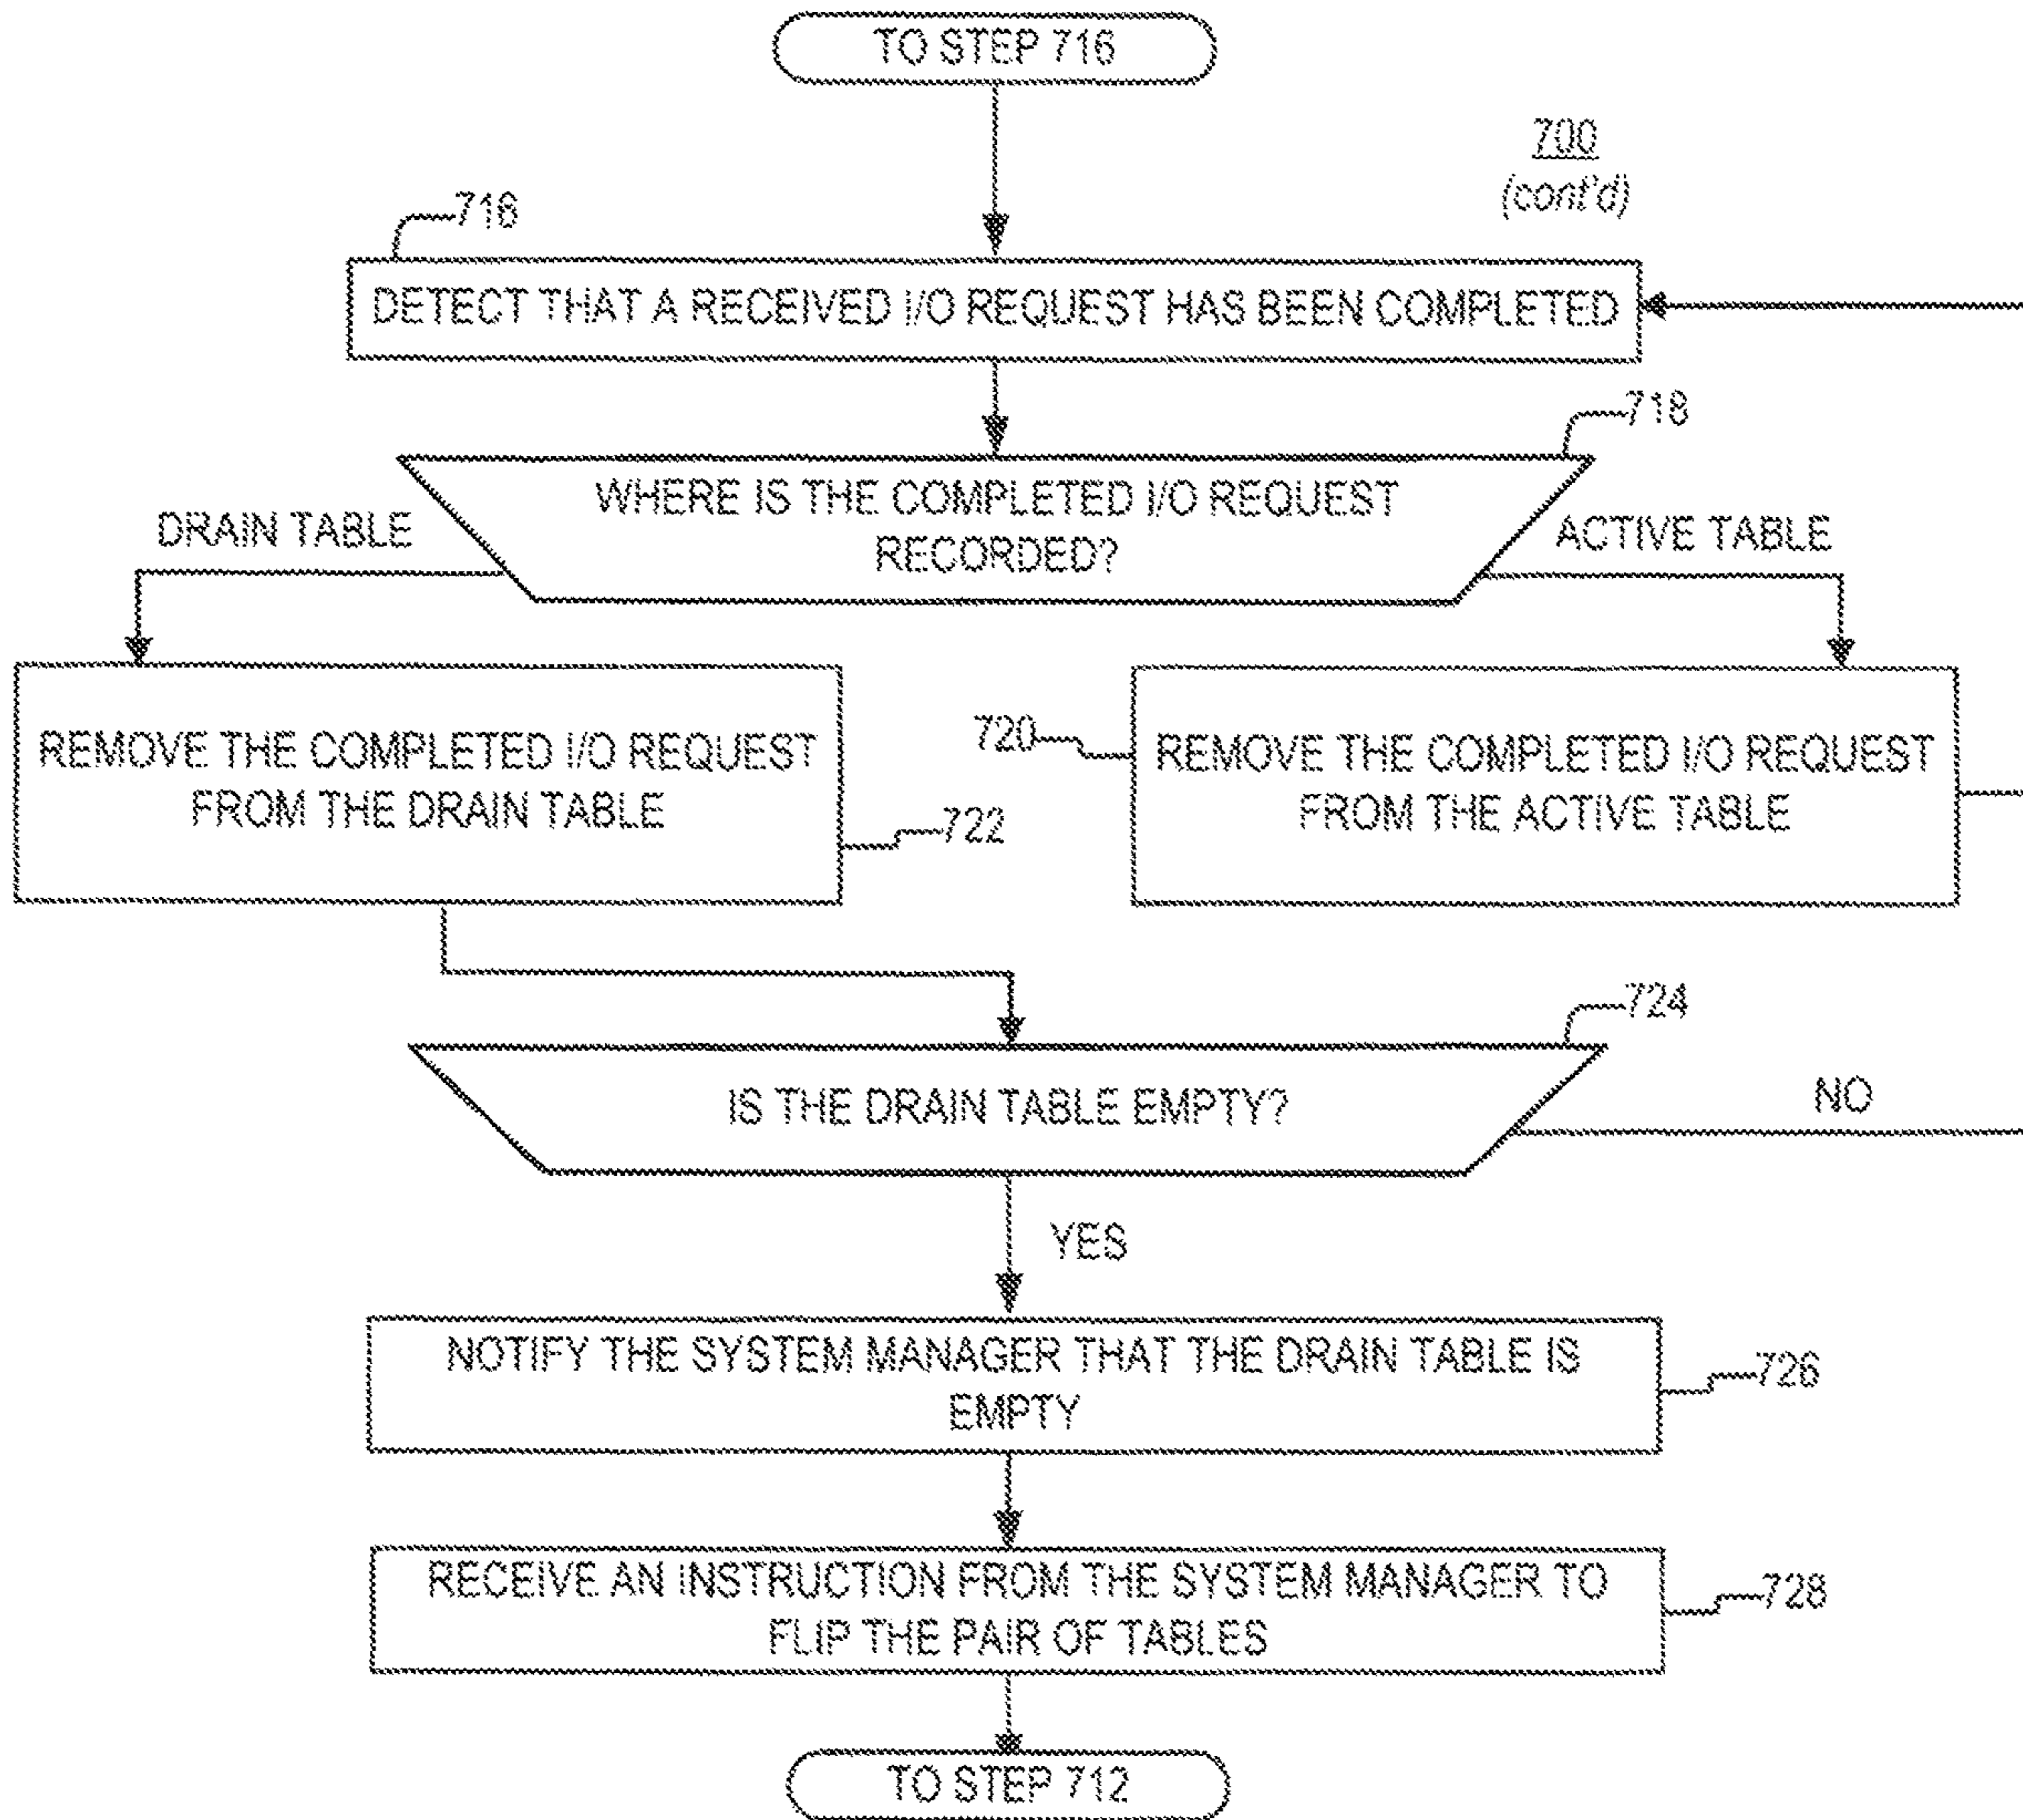 TO STEP 716
700
(cont'd)
716
DETECT THAT A RECEIVED I/O REQUEST HAS BEEN COMPLETED
718
WHERE IS THE COMPLETED I/O REQUEST
RECORDED?
DRAIN TABLE
ACTIVE TABLE
REMOVE THE COMPLETED I/O REQUEST
FROM THE DRAIN TABLE
722
720
REMOVE THE COMPLETED I/O REQUEST
FROM THE ACTIVE TABLE
724
IS THE DRAIN TABLE EMPTY?
NO
YES
NOTIFY THE SYSTEM MANAGER THAT THE DRAIN TABLE IS
EMPTY
726
RECEIVE AN INSTRUCTION FROM THE SYSTEM MANAGER TO
FLIP THE PAIR OF TABLES
728
TO STEP 712